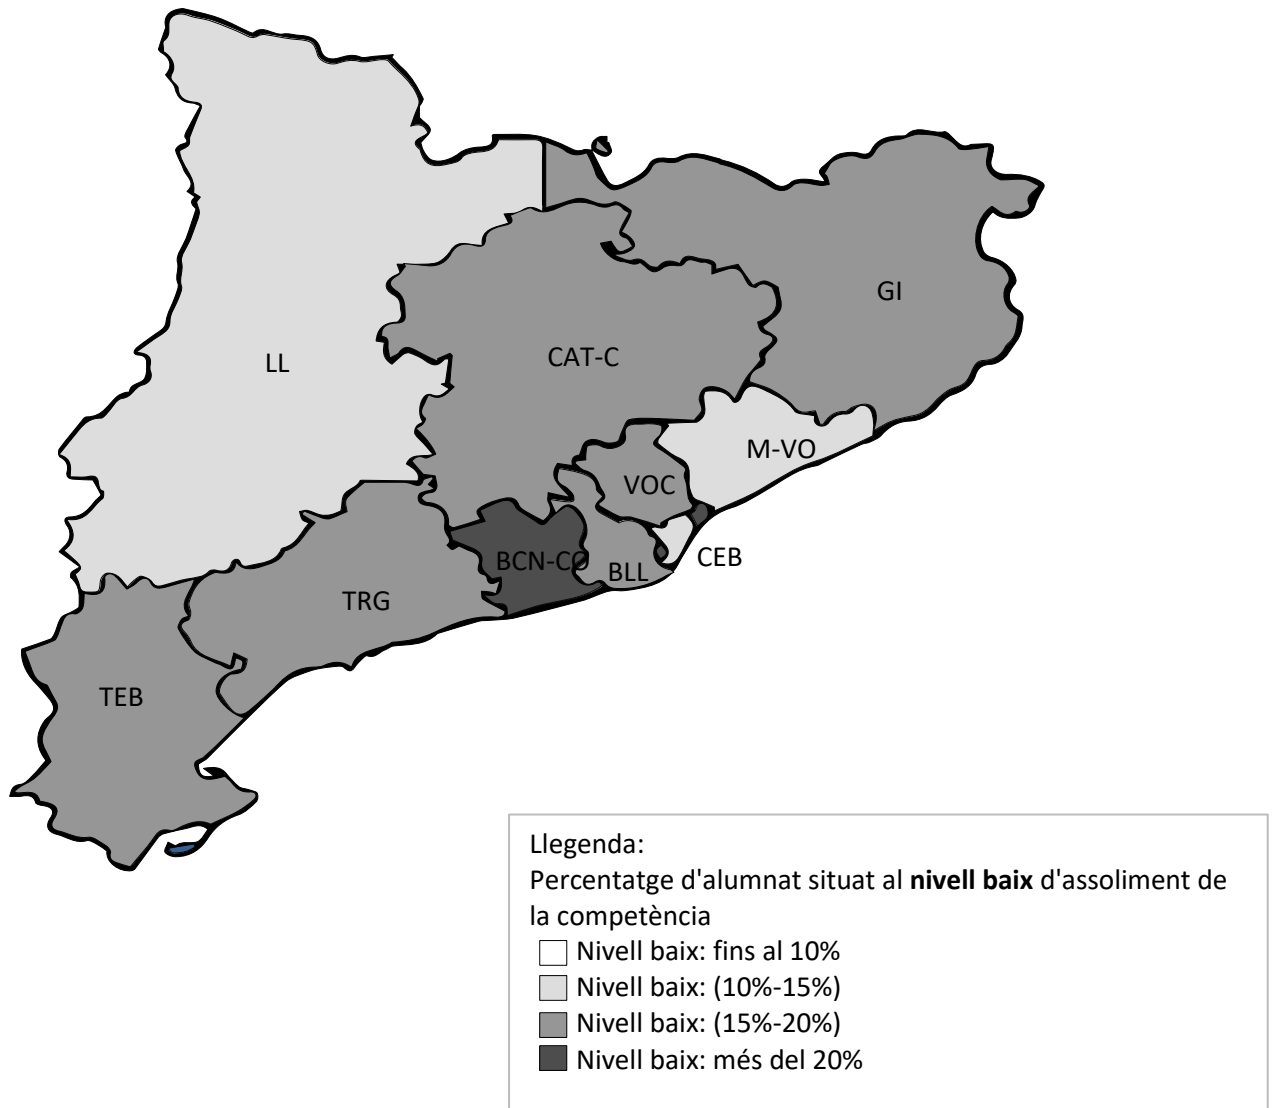 GI
CAT-C
LL
M-VO
VOC
CEB
BCN-CO
BLL
TRG
TEB
Llegenda:
Percentatge d'alumnat situat al nivell baix d'assoliment de
la competència
Nivell baix: fins al 10%
Nivell baix: (10%-15%)
Nivell baix: (15%-20%)
Nivell baix: més del 20%